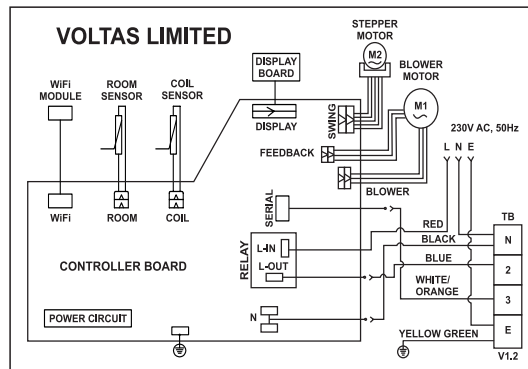 VOLTAS LIMITED
STEPPER
MOTOR
M2
DISPLAY
BOARD
BLOWER
MOTOR
M1
WiFi
MODULE
ROOM
SENSOR
COIL
SENSOR
DISPLAY
SWING
230V AC, 50Hz
FEEDBACK
L N E
BLOWER
WiFi
ROOM
COIL
SERIAL
RED
TB
RELAY
L-IN
BLACK
N
CONTROLLER BOARD
L-OUT
BLUE
2
WHITE/
ORANGE
3
POWER CIRCUIT
N
YELLOW GREEN
E
V1.2